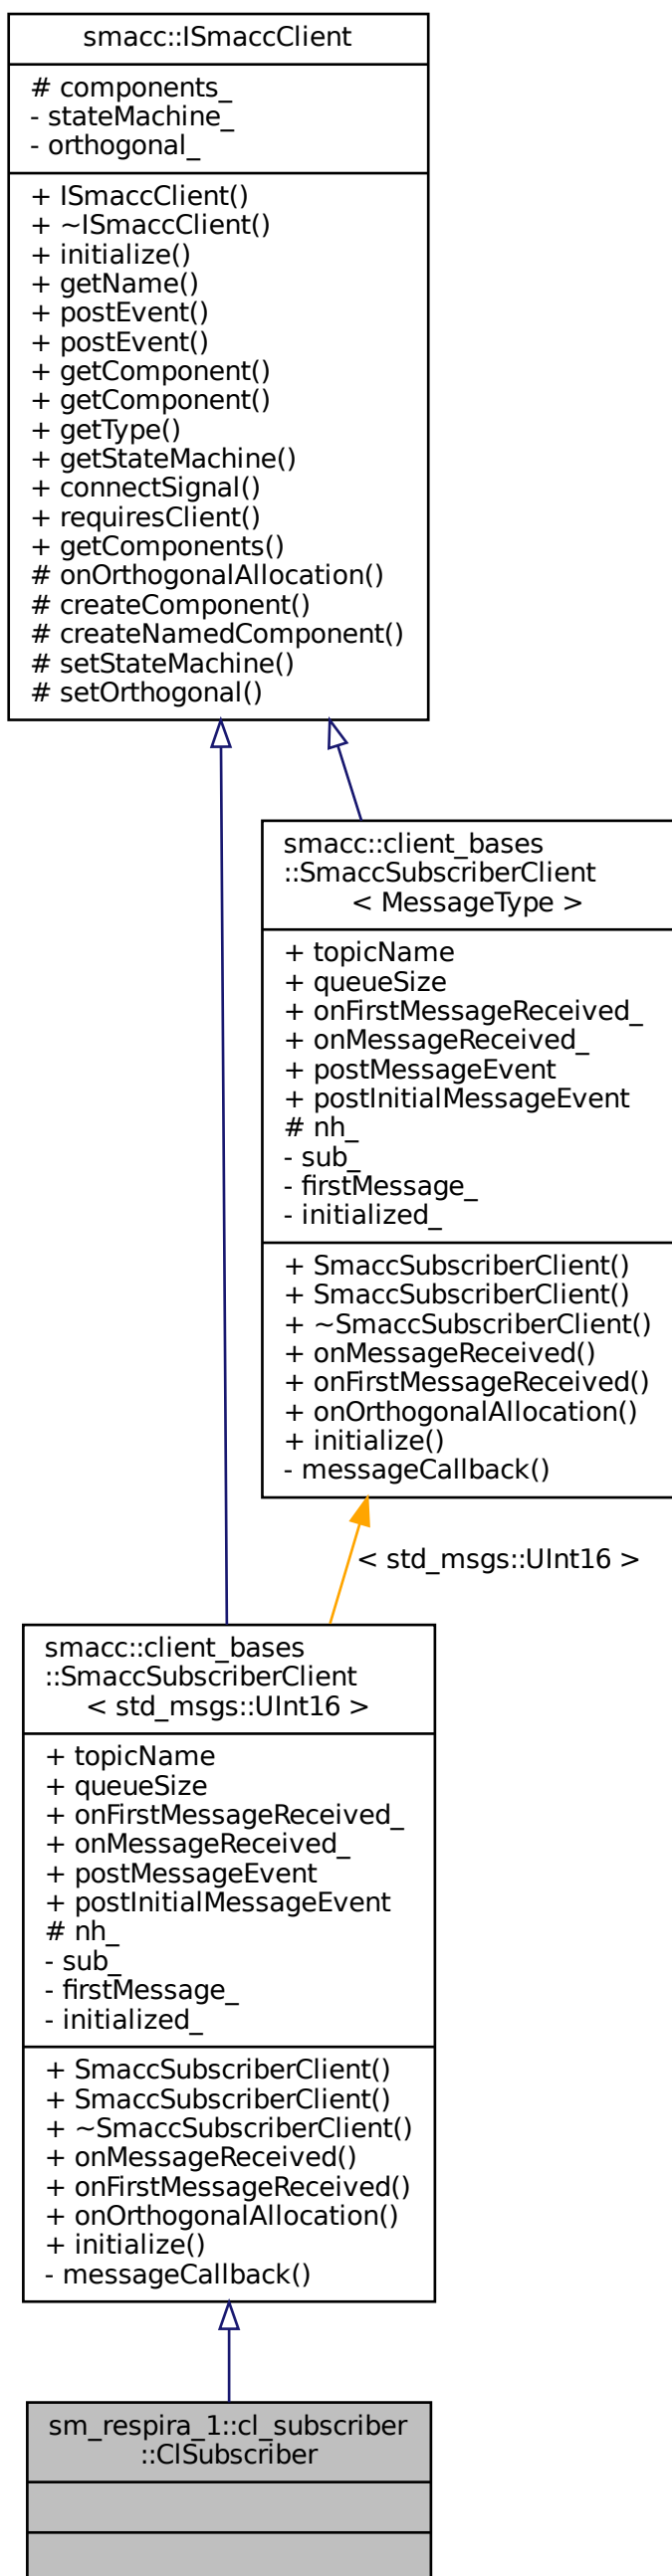 smacc::ISmaccClient
# components_
- stateMachine_
- orthogonal_
+ ISmaccClient()
+ ~ISmaccClient()
+ initialize()
+ getName()
+ postEvent()
+ postEvent()
+ getComponent()
+ getComponent()
+ getType()
+ getStateMachine()
+ connectSignal()
+ requiresClient()
+ getComponents()
# onOrthogonalAllocation()
# createComponent()
# createNamedComponent()
# setStateMachine()
# setOrthogonal()
smacc::client_bases
::SmaccSubscriberClient
< MessageType >
+ topicName
+ queueSize
+ onFirstMessageReceived_
+ onMessageReceived_
+ postMessageEvent
+ postInitialMessageEvent
# nh_
- sub_
- firstMessage_
- initialized_
+ SmaccSubscriberClient()
+ SmaccSubscriberClient()
+ ~SmaccSubscriberClient()
+ onMessageReceived()
+ onFirstMessageReceived()
+ onOrthogonalAllocation()
+ initialize()
- messageCallback()
< std_msgs::UInt16 >
smacc::client_bases
::SmaccSubscriberClient
< std_msgs::UInt16 >
+ topicName
+ queueSize
+ onFirstMessageReceived_
+ onMessageReceived_
+ postMessageEvent
+ postInitialMessageEvent
# nh_
- sub_
- firstMessage_
- initialized_
+ SmaccSubscriberClient()
+ SmaccSubscriberClient()
+ ~SmaccSubscriberClient()
+ onMessageReceived()
+ onFirstMessageReceived()
+ onOrthogonalAllocation()
+ initialize()
- messageCallback()
sm_respira_1::cl_subscriber
::ClSubscriber